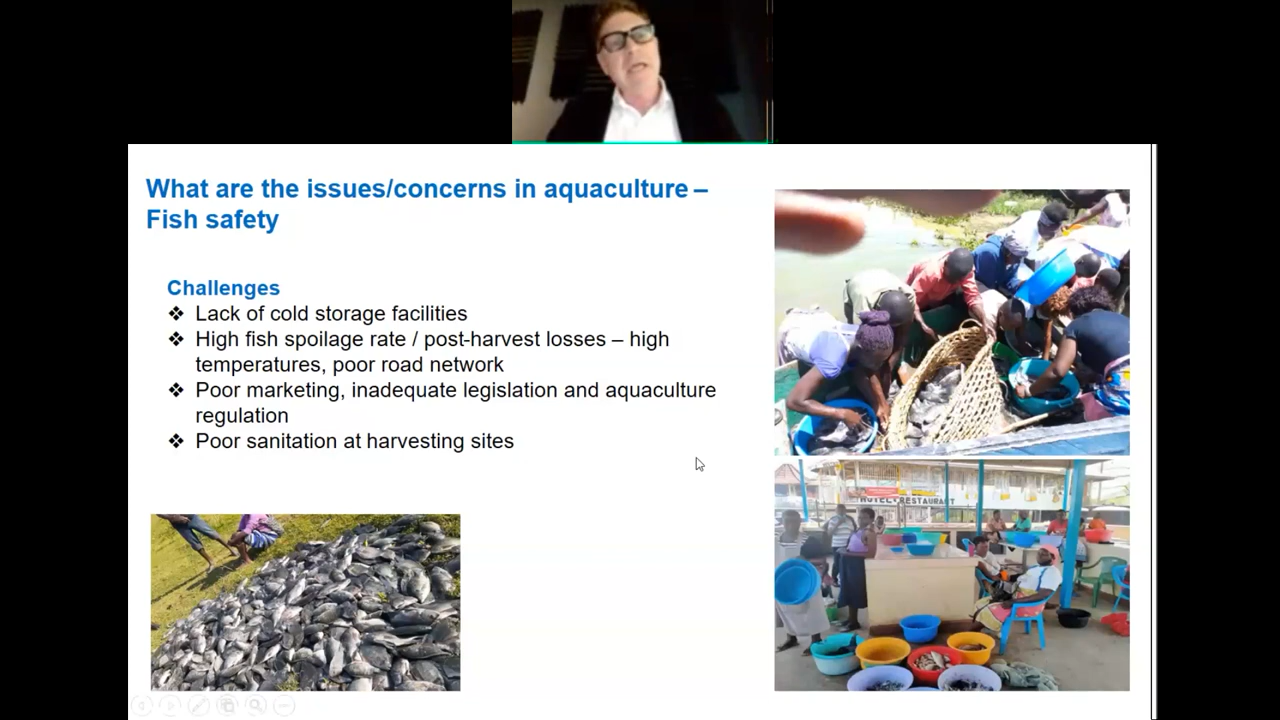 What are the issues/concerns in aquaculture –
Fish safety
Challenges
❖ Lack of cold storage facilities
❖ High fish spoilage rate / post-harvest losses – high
temperatures, poor road network
❖ Poor marketing, inadequate legislation and aquaculture
regulation
❖ Poor sanitation at harvesting sites
HOTEL & RESTAURANT